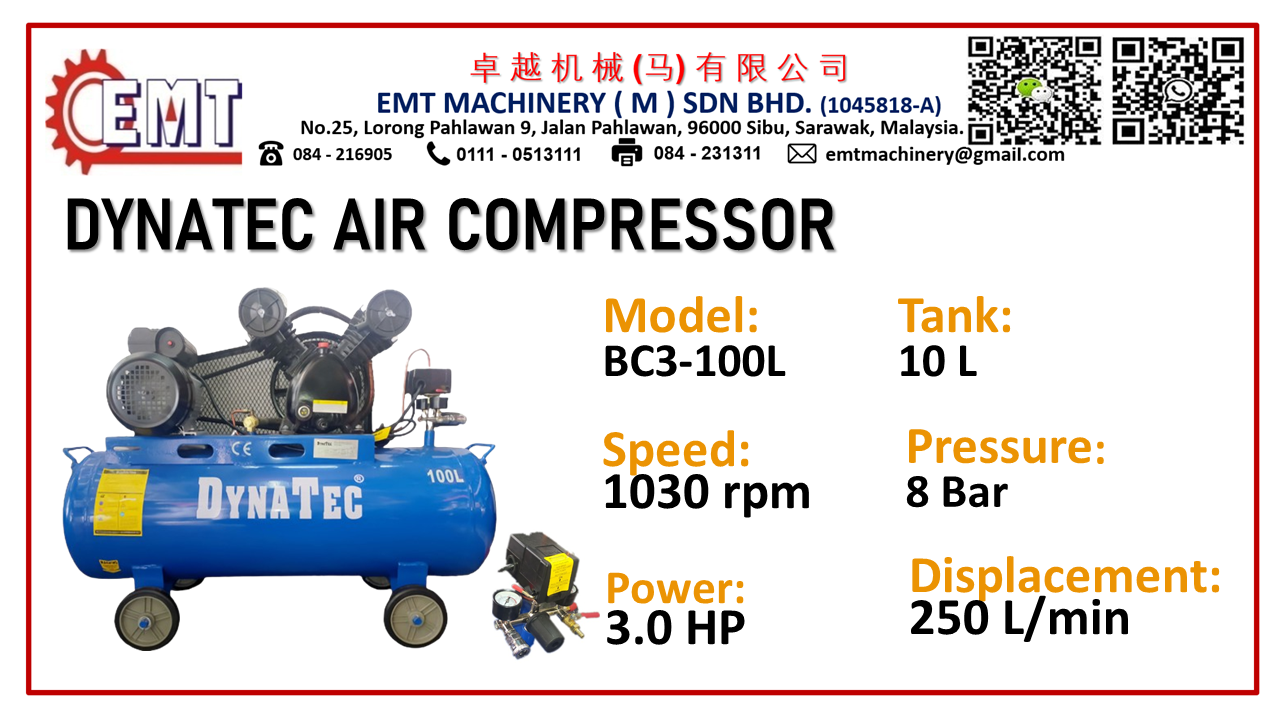 EMT
卓越机械(马)有限公司
EMT MACHINERY ( M ) SDN BHD. (1045818-A)
No.25, Lorong Pahlawan 9, Jalan Pahlawan, 96000 Sibu, Sarawak, Malaysia.
084 - 216905 0111 - 0513111 084 - 231311 emtmachinery@gmail.com
DYNATEC AIR COMPRESSOR
Model: Tank:
BC3-100L 10 L
Speed: Pressure:
1030 rpm 8 Bar
Power: Displacement:
3.0 HP 250 L/min
CE
100L
DYNATEC®